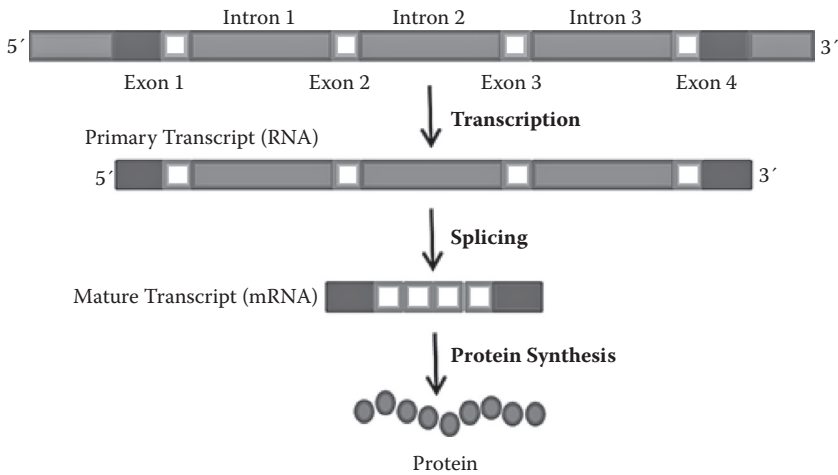 Intron 1 Intron 2 Intron 3
5´ 3´
Exon 1 Exon 2 Exon 3 Exon 4
Transcription
Primary Transcript (RNA)
5´ 3´
Splicing
Mature Transcript (mRNA)
Protein Synthesis
Protein